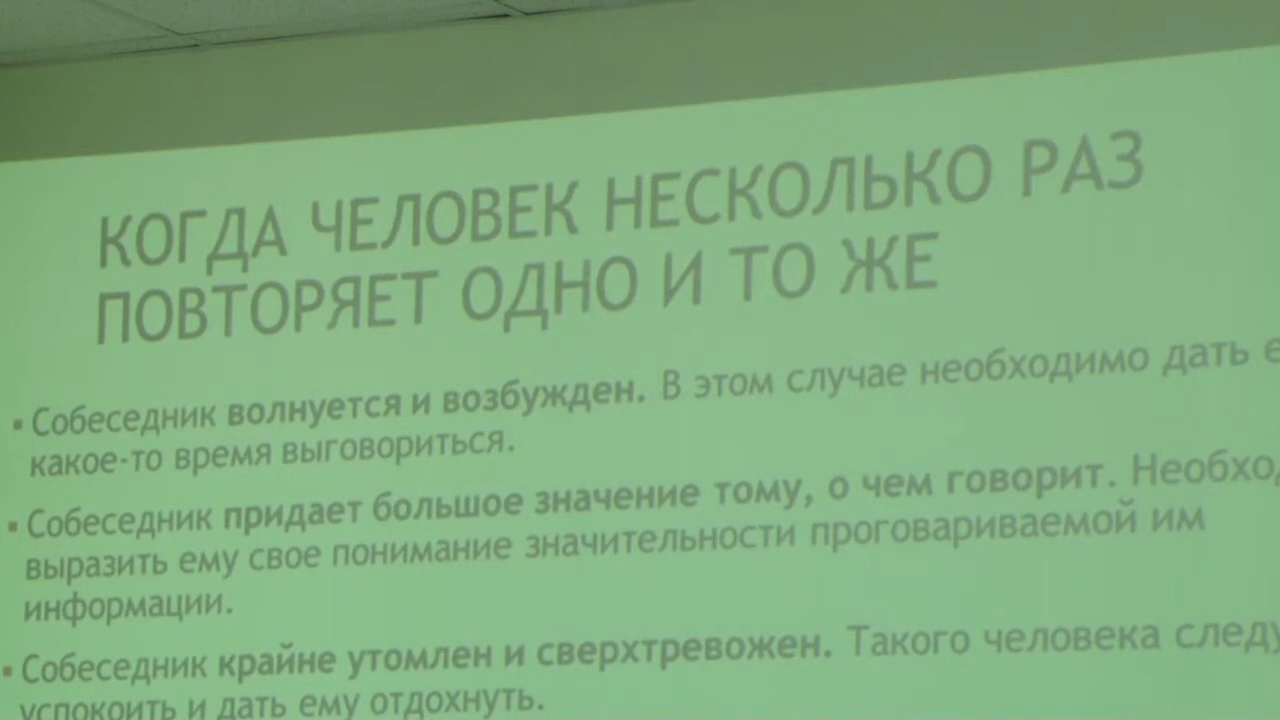 КОГДА ЧЕЛОВЕК НЕСКОЛЬКО РАЗ
ПОВТОРЯЕТ ОДНО И ТО ЖЕ
▪ Собеседник волнуется и возбужден. В этом случае необходимо дать
какое-то время выговориться.
▪ Собеседник придает большое значение тому, о чем говорит.
выразить ему свое понимание значительности проговариваемой им
информации.
▪ Собеседник крайне утомлен и сверхтревожен. Такого человека
успокоить и дать ему отдохнуть.